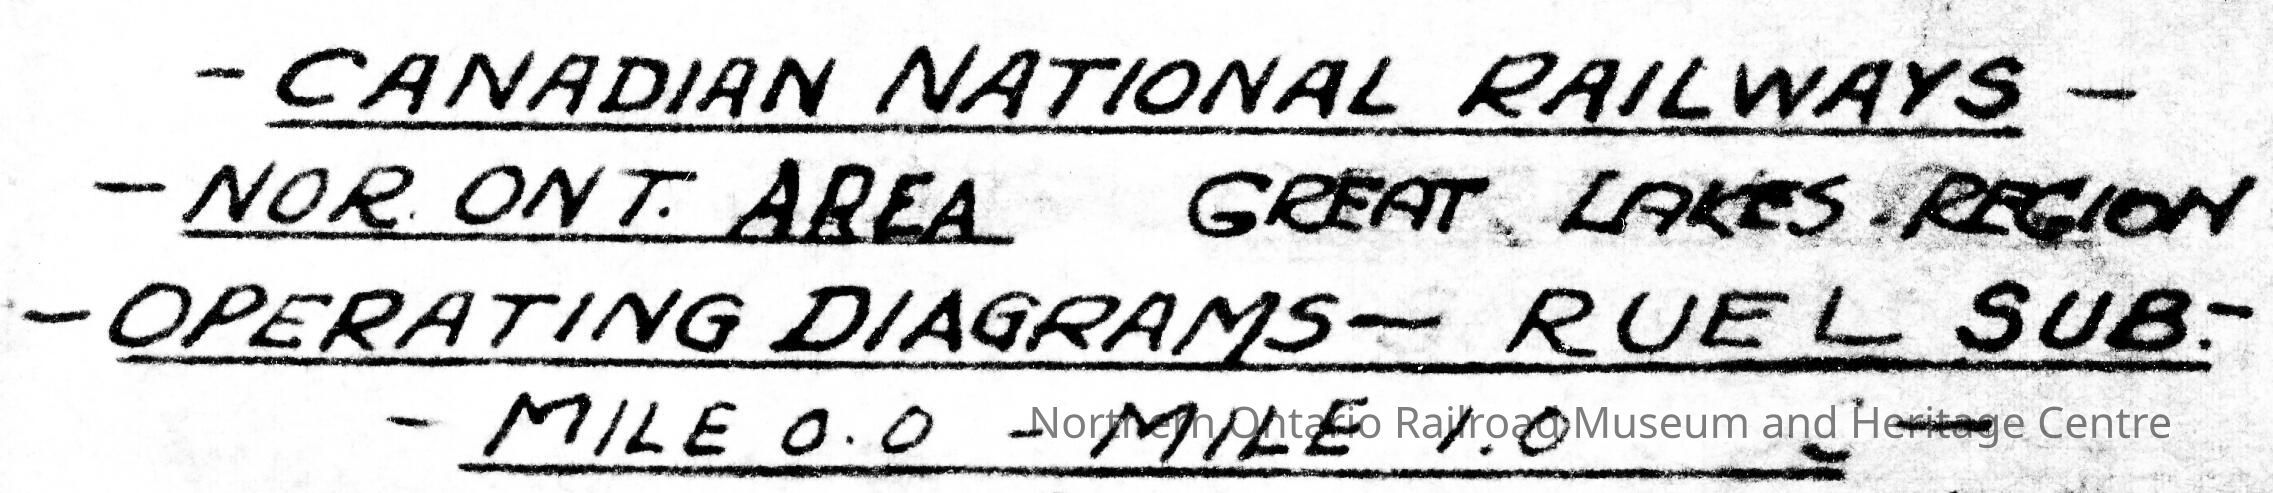 - CANADIAN NATIONAL RAILWAYS -
- NOR. ONT. AREA GREAT LAKES REGION
- OPERATING DIAGRAMS - RUEL SUB. -
- MILE 0.0 - MILE 1.0 -
Northern Ontario Railroad Museum and Heritage Centre